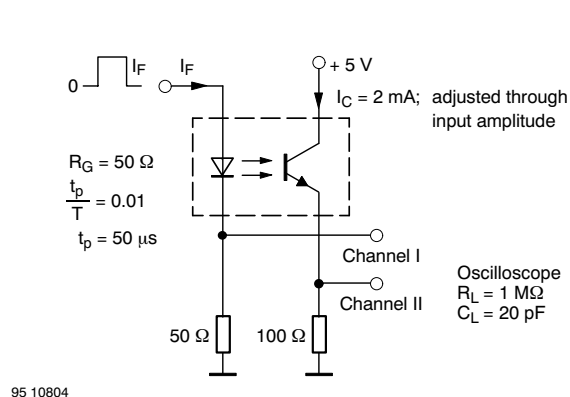 0
I_F
I_F
+ 5 V
I_C = 2 mA; adjusted through
input amplitude
R_G = 50 Ω
t_p
T
= 0.01
t_p = 50 μs
Channel I
Channel II
Oscilloscope
R_L = 1 MΩ
C_L = 20 pF
50 Ω
100 Ω
95 10804